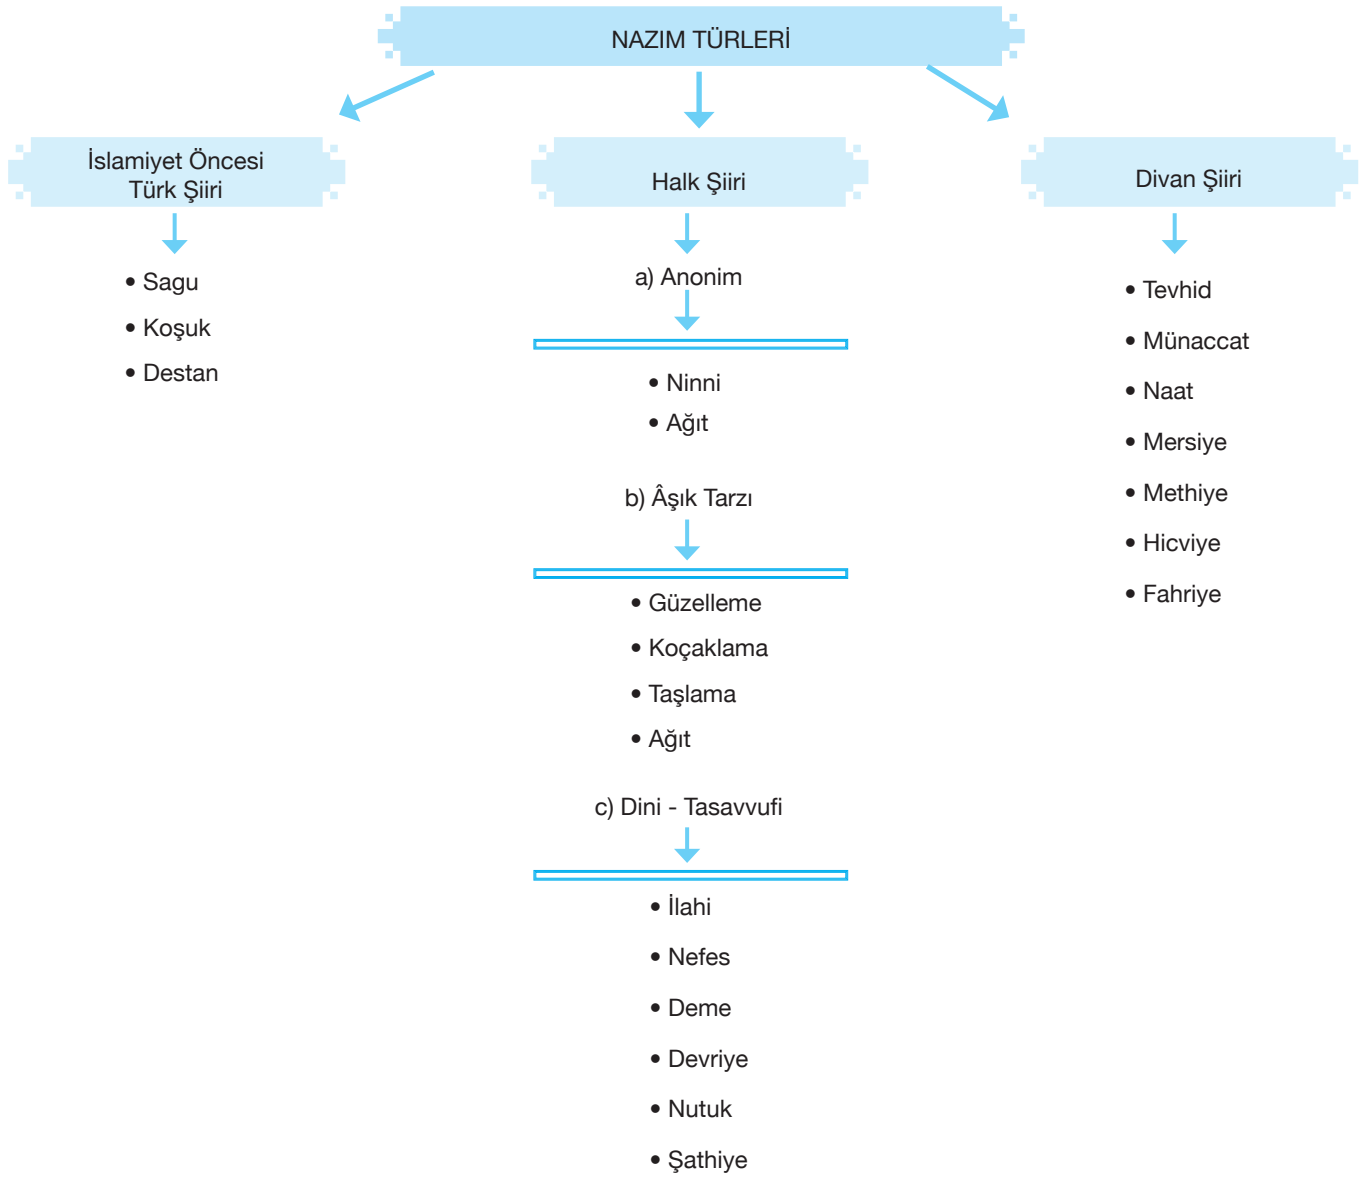 NAZIM TÜRLERİ
İslamiyet Öncesi
Türk Şiiri
• Sagu
• Koşuk
• Destan
Halk Şiiri
a) Anonim
• Ninni
• Ağıt
b) Âşık Tarzı
• Güzelleme
• Koçaklama
• Taşlama
• Ağıt
c) Dini - Tasavvufi
• İlahi
• Nefes
• Deme
• Devriye
• Nutuk
• Şathiye
Divan Şiiri
• Tevhid
• Münaccat
• Naat
• Mersiye
• Methiye
• Hicviye
• Fahriye